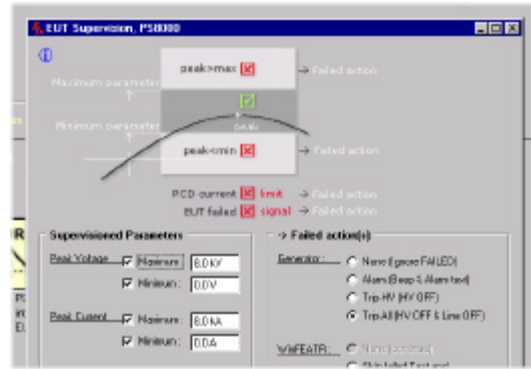 EUT Supervision, PS8000
peak>max → Failed action
Maximum parameter
peak
Minimum parameter
peak<min → Failed action
PCD current limit → Failed action
EUT failed signal → Failed action
Supervisioned Parameters
Peak Voltage Maximum: 8.0 kV
Minimum: 0.0 V
Peak Current Maximum: 8.0 kA
Minimum: 0.0 A
→ Failed action(s)
Generator: None (Ignore FAILED)
Alarm (Beep & Alarm text)
Trip-HV (HV OFF)
Trip-All (HV OFF & Line OFF)
WinFEATR: